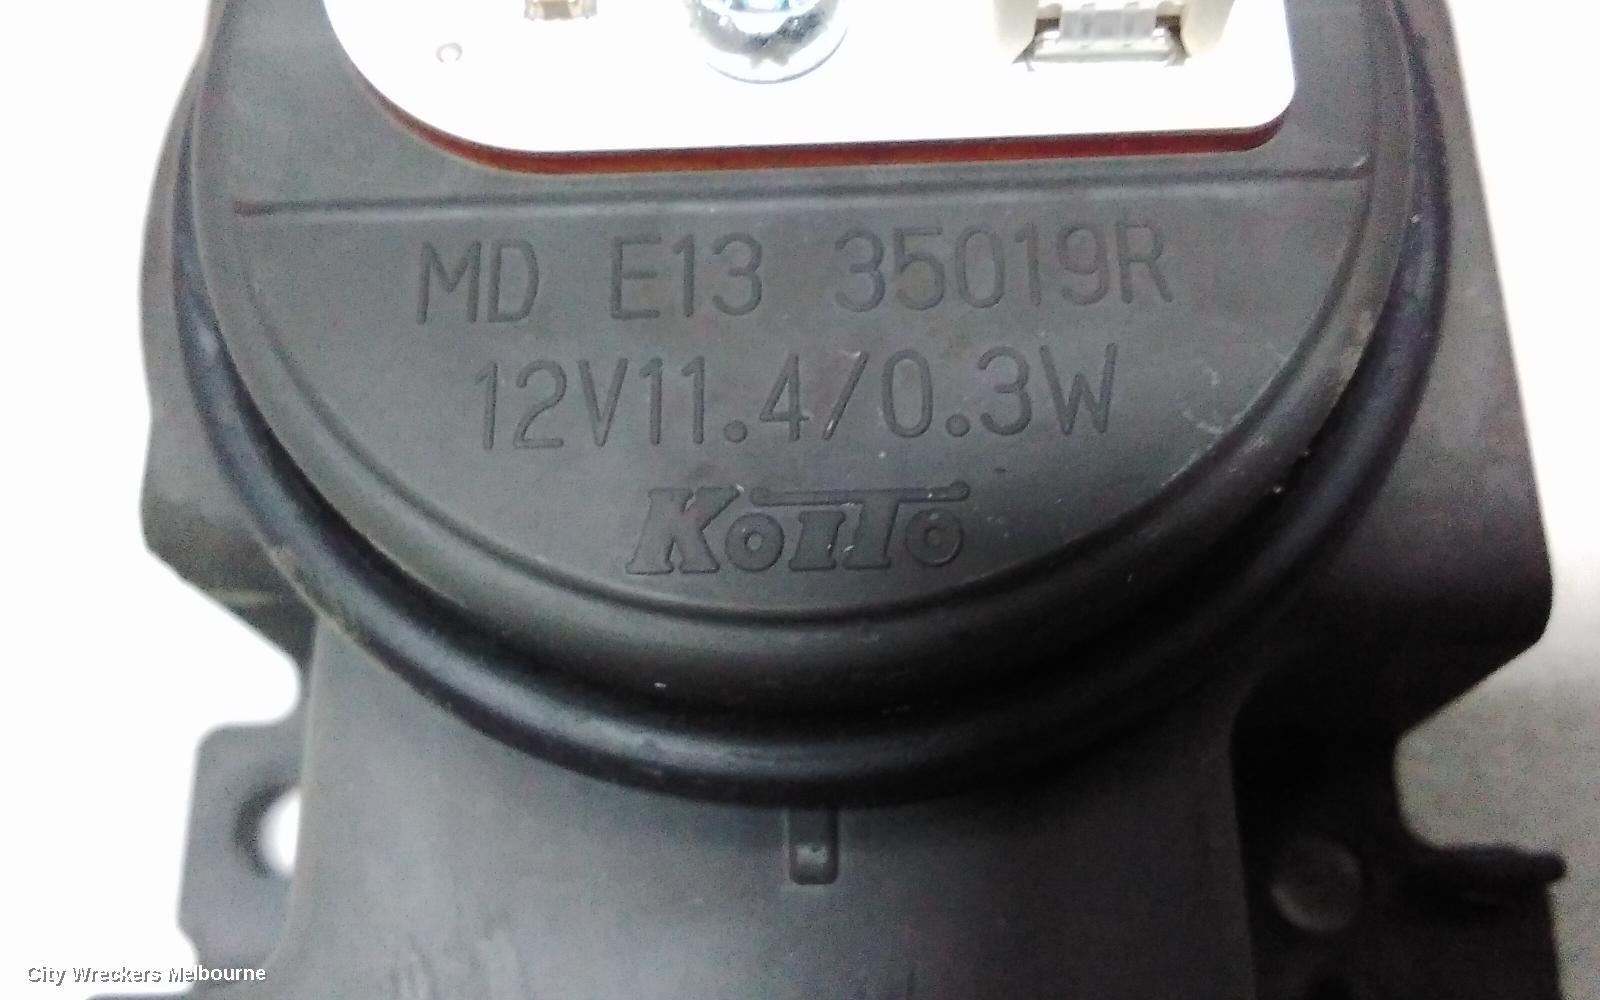 MD E13 35019R
12V11.4/0.3W
KOITO
City Wreckers Melbourne